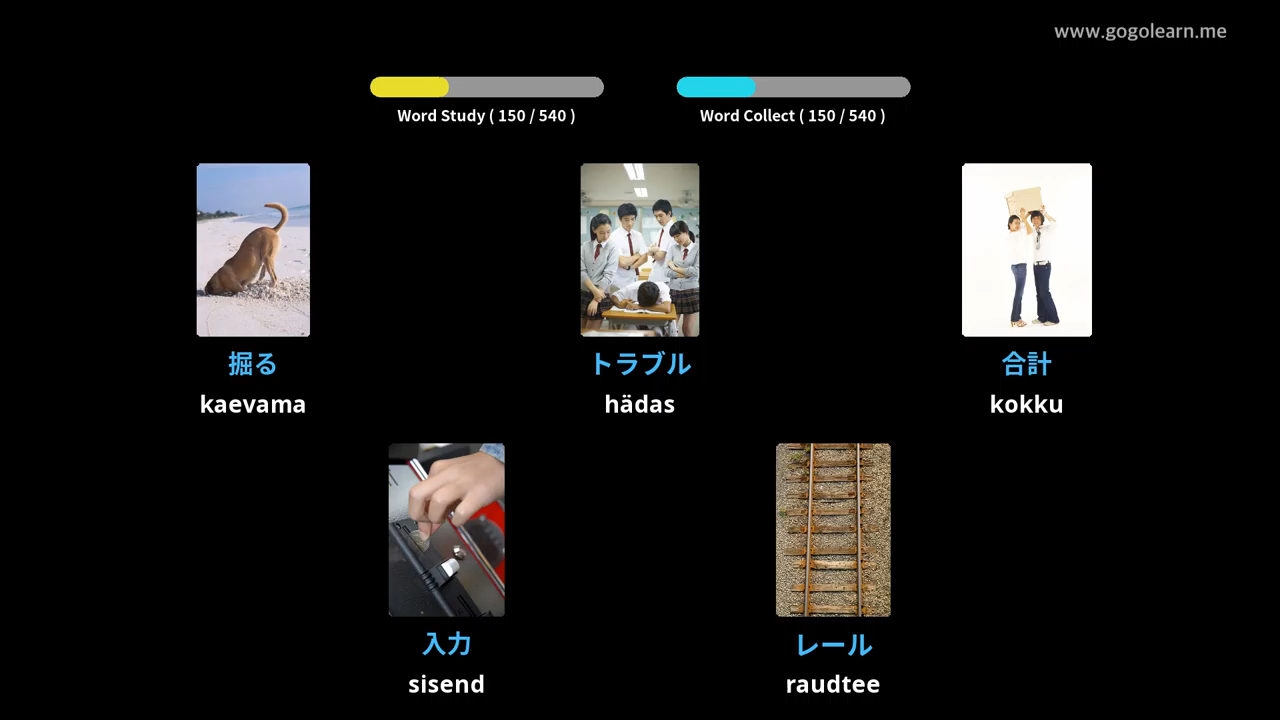 www.gogolearn.me
Word Study ( 150 / 540 )
Word Collect ( 150 / 540 )
掘る
kaevama
トラブル
hädas
合計
kokku
入力
sisend
レール
raudtee